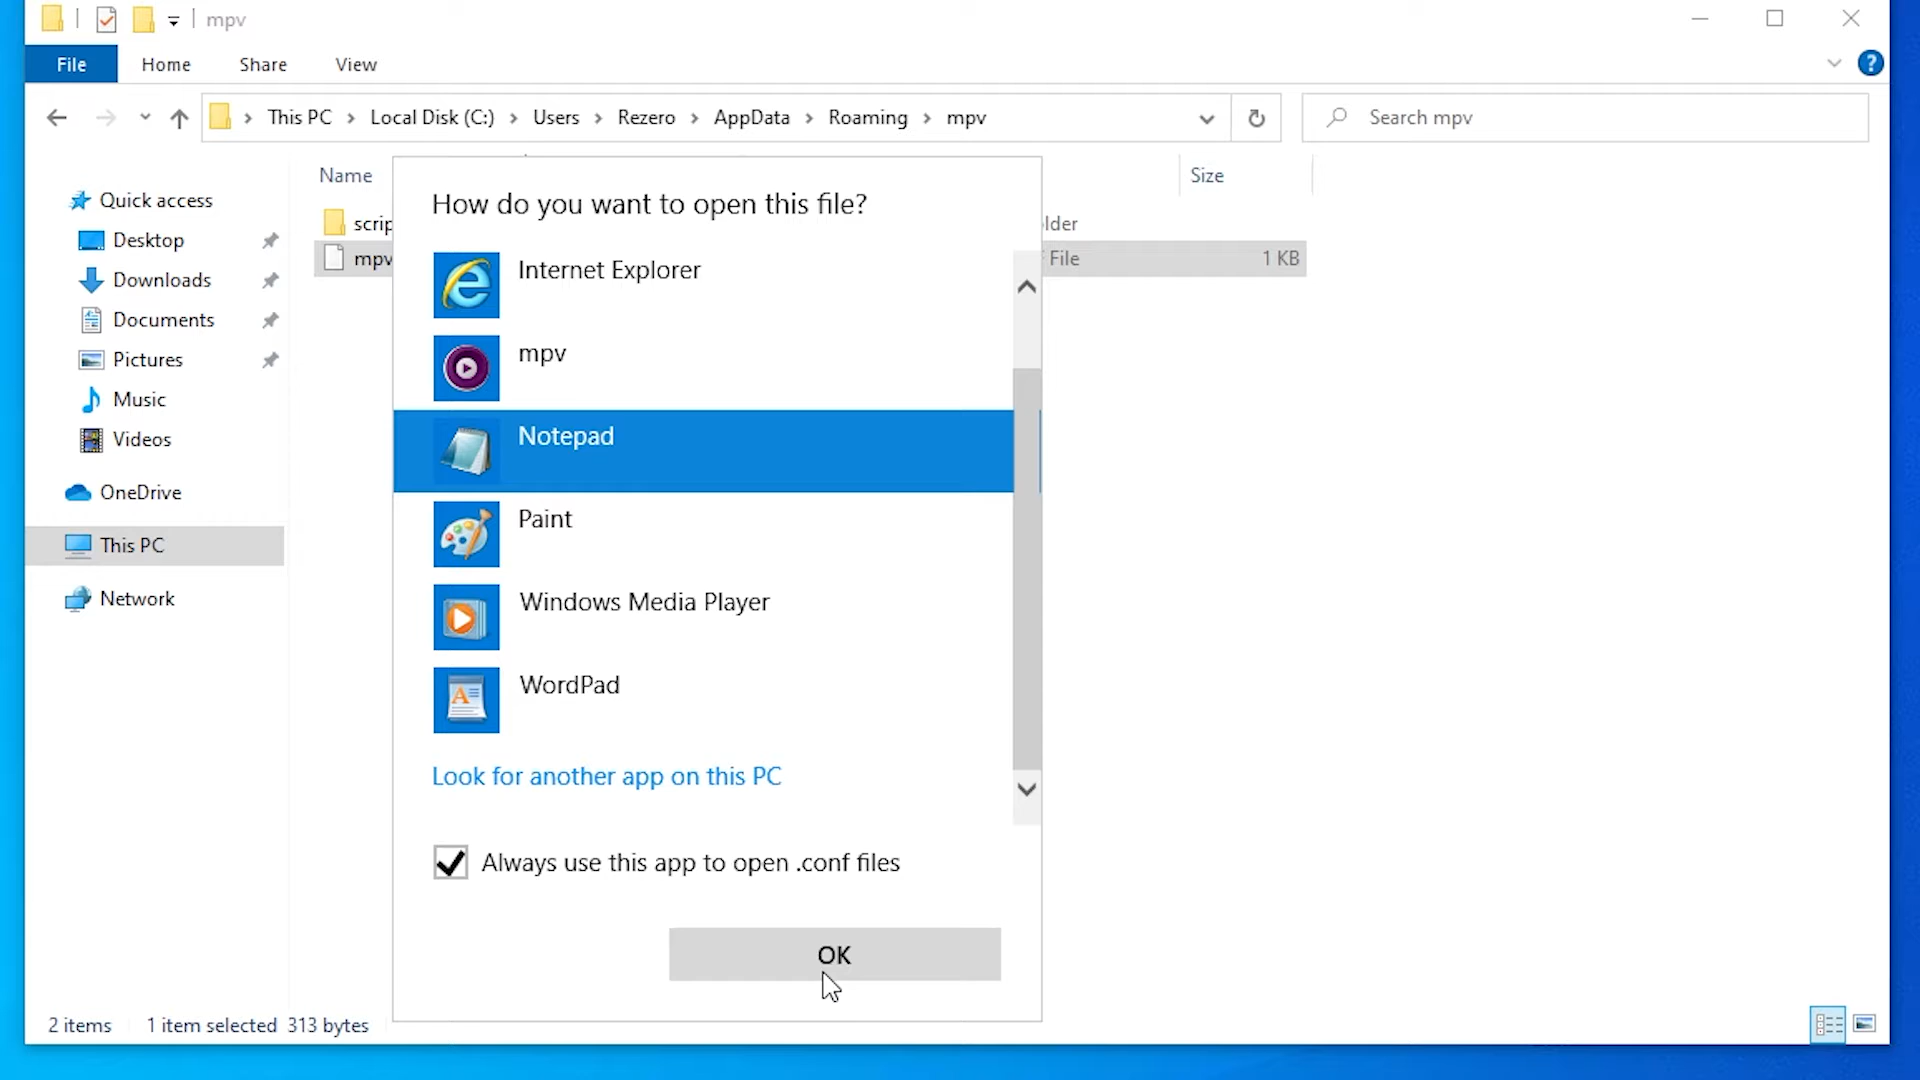 mpv
File Home Share View
This PC Local Disk (C:) Users Rezero AppData Roaming mpv
Search mpv
Name Size
scrip lder
mpv File 1 KB
Quick access
Desktop
Downloads
Documents
Pictures
Music
Videos
OneDrive
This PC
Network
How do you want to open this file?
Internet Explorer
mpv
Notepad
Paint
Windows Media Player
WordPad
Look for another app on this PC
Always use this app to open .conf files
OK
2 items 1 item selected 313 bytes